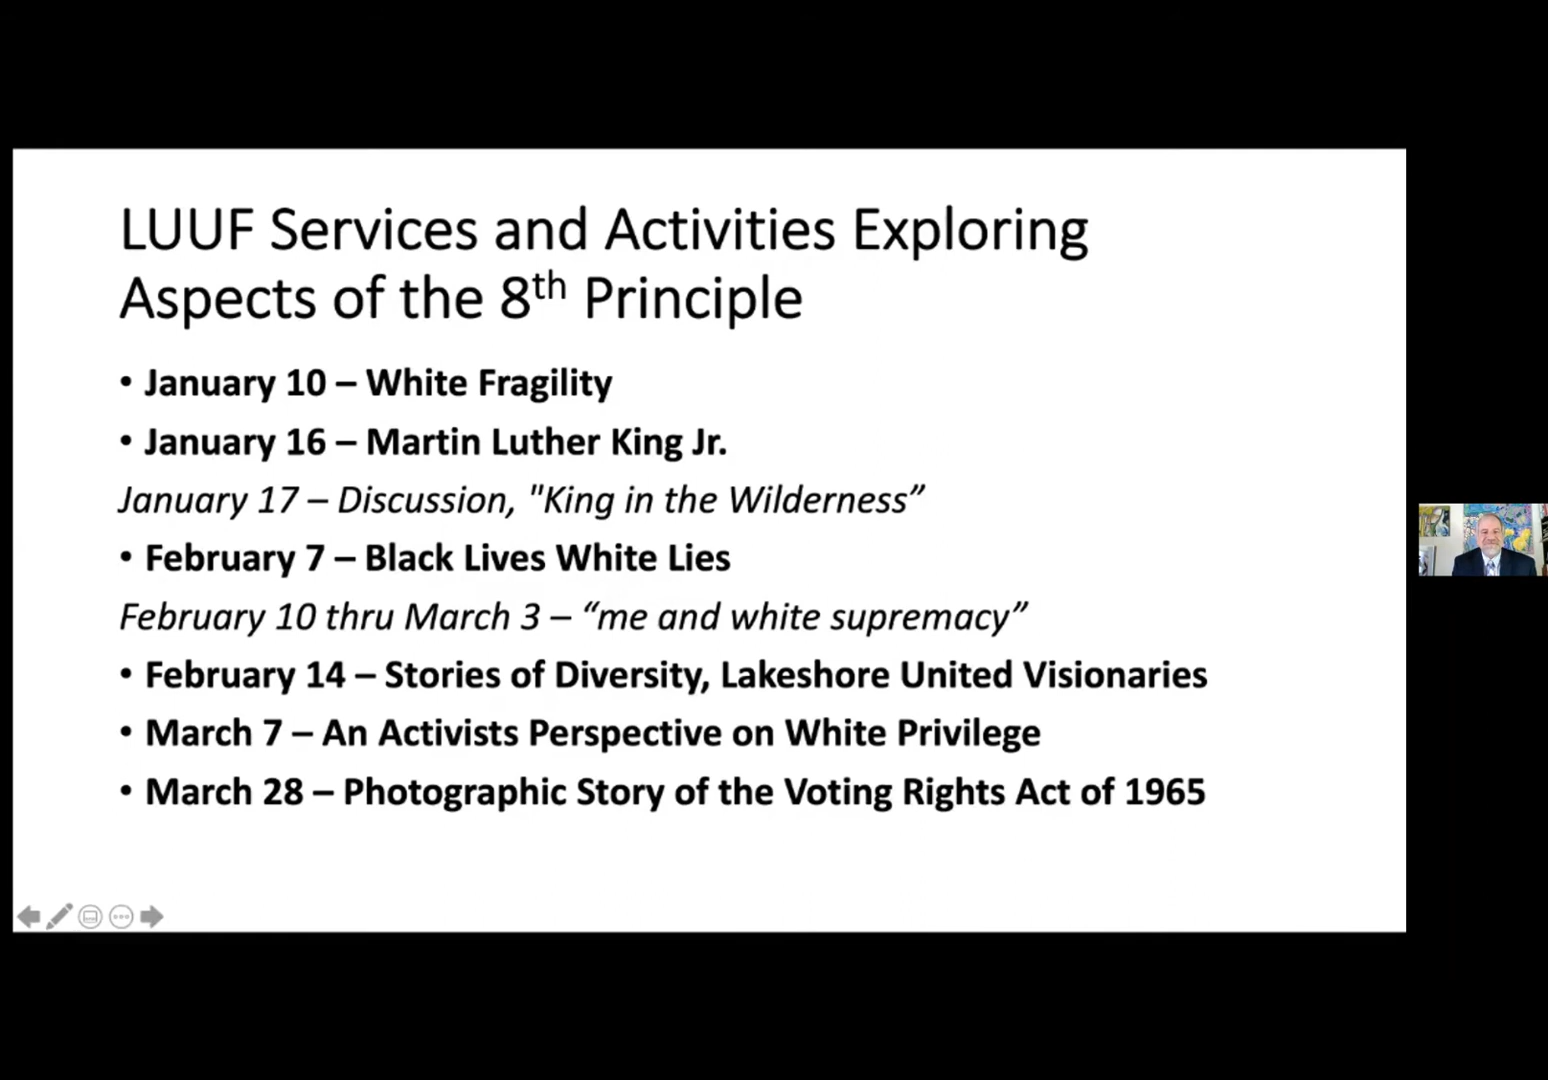 LUUF Services and Activities Exploring
Aspects of the 8th Principle
• January 10 – White Fragility
• January 16 – Martin Luther King Jr.
January 17 – Discussion, "King in the Wilderness”
• February 7 – Black Lives White Lies
February 10 thru March 3 – “me and white supremacy”
• February 14 – Stories of Diversity, Lakeshore United Visionaries
• March 7 – An Activists Perspective on White Privilege
• March 28 – Photographic Story of the Voting Rights Act of 1965